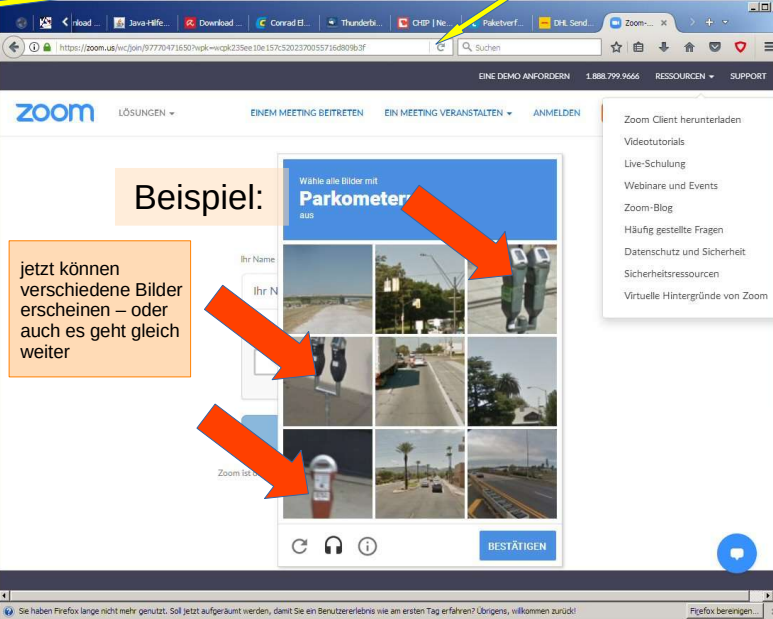 nload ...
Java-Hilfe...
Download ...
Conrad El...
Thunderbi...
CHIP | Ne...
Paketverf...
DHL Send...
Zoom-...
https://zoom.us/wc/join/97770471650?wpk=wcpk235ee10e157c5202370055716d809b3f
Suchen
EINE DEMO ANFORDERN 1.888.799.9666 RESSOURCEN SUPPORT
zoom LÖSUNGEN EINEM MEETING BEITRETEN EIN MEETING VERANSTALTEN ANMELDEN
Zoom Client herunterladen
Videotutorials
Live-Schulung
Webinare und Events
Zoom-Blog
Häufig gestellte Fragen
Datenschutz und Sicherheit
Sicherheitsressourcen
Virtuelle Hintergründe von Zoom
Beispiel:
Wähle alle Bilder mit
Parkometern
aus
jetzt können
verschiedene Bilder
erscheinen – oder
auch es geht gleich
weiter
Ihr Name
Ihr N
Zoom ist
BESTÄTIGEN
Sie haben Firefox lange nicht mehr genutzt. Soll jetzt aufgeräumt werden, damit Sie ein Benutzererlebnis wie am ersten Tag erfahren? Übrigens, willkommen zurück!
Firefox bereinigen...